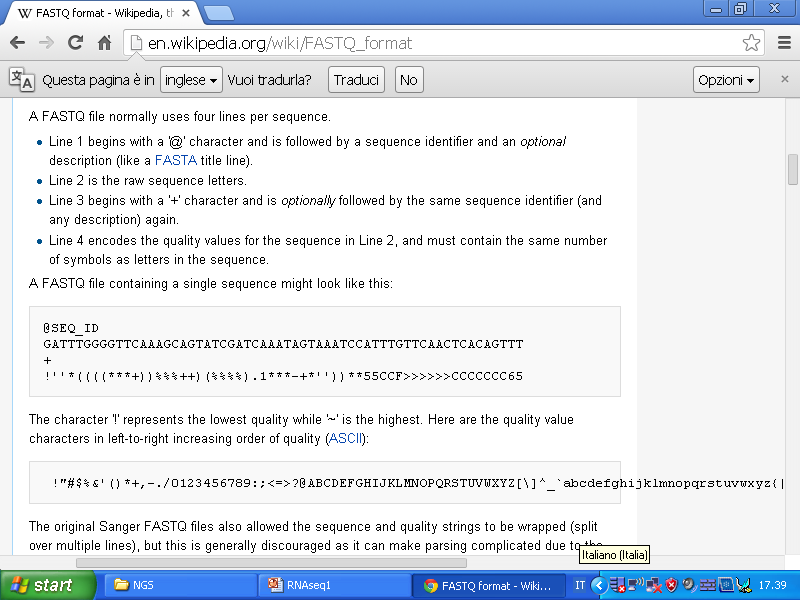 FASTQ format - Wikipedia, th
en.wikipedia.org/wiki/FASTQ_format
Questa pagina è in inglese Vuoi tradurla? Traduci No Opzioni
A FASTQ file normally uses four lines per sequence.
Line 1 begins with a '@' character and is followed by a sequence identifier and an optional
description (like a FASTA title line).
Line 2 is the raw sequence letters.
Line 3 begins with a '+' character and is optionally followed by the same sequence identifier (and
any description) again.
Line 4 encodes the quality values for the sequence in Line 2, and must contain the same number
of symbols as letters in the sequence.
A FASTQ file containing a single sequence might look like this:
@SEQ_ID
GATTTGGGGTTCAAAGCAGTATCGATCAAATAGTAAATCCATTTGTTCAACTCACAGTTT
+
!''*((((***+))%%%++)(%%%%).1***-+*''))**55CCF>>>>>>CCCCCCC65
The character '!' represents the lowest quality while '~' is the highest. Here are the quality value
characters in left-to-right increasing order of quality (ASCII):
!"#$%&'()*+,-./0123456789:;<=>?@ABCDEFGHIJKLMNOPQRSTUVWXYZ[\]^_`abcdefghijklmnopqrstuvwxyz{|
The original Sanger FASTQ files also allowed the sequence and quality strings to be wrapped (split
over multiple lines), but this is generally discouraged as it can make parsing complicated due to the
Italiano (Italia)
start NGS RNAseq1 FASTQ format - Wiki... IT 17.39